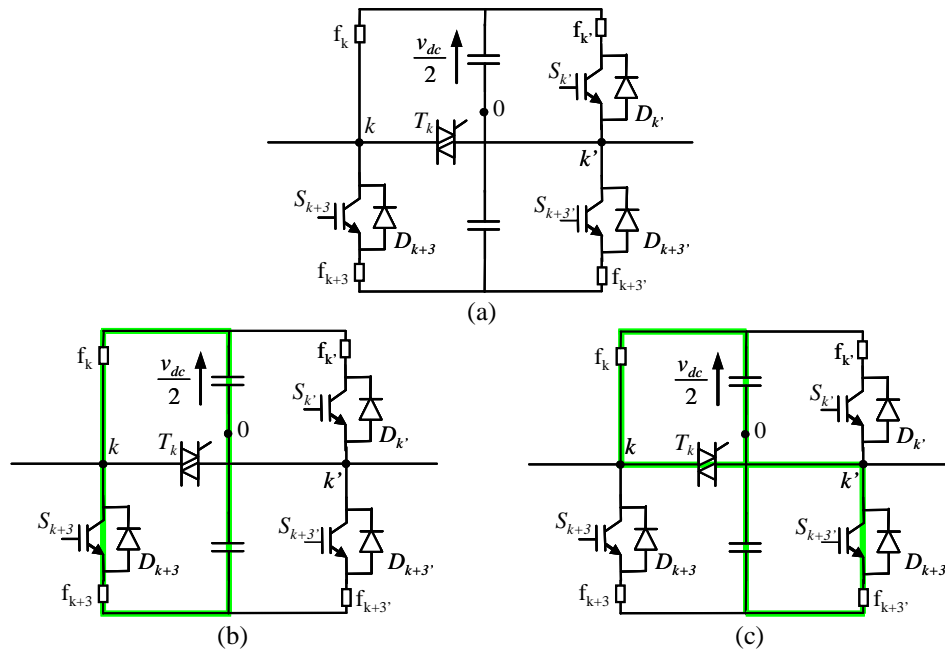 f_k
v_dc/2
f_k'
S_k'
D_k'
0
k
T_k
k'
S_k+3
D_k+3
S_k+3'
D_k+3'
f_k+3
f_k+3'
(a)
f_k
v_dc/2
f_k'
S_k'
D_k'
0
k
T_k
k'
S_k+3
D_k+3
S_k+3'
D_k+3'
f_k+3
f_k+3'
(b)
f_k
v_dc/2
f_k'
S_k'
D_k'
0
k
T_k
k'
S_k+3
D_k+3
S_k+3'
D_k+3'
f_k+3
f_k+3'
(c)